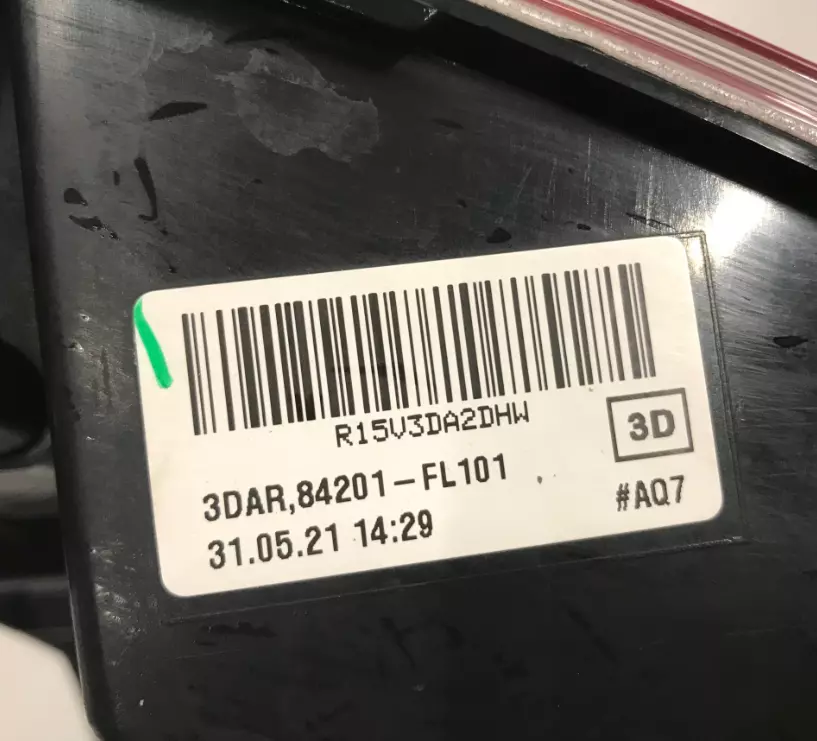 R15V3DA2DHW
3D
3DAR,84201-FL101
#AQ7
31.05.21 14:29